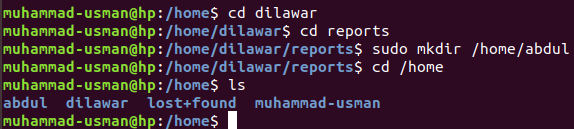 muhammad-usman@hp:/home$ cd dilawar
muhammad-usman@hp:/home/dilawar$ cd reports
muhammad-usman@hp:/home/dilawar/reports$ sudo mkdir /home/abdul
muhammad-usman@hp:/home/dilawar/reports$ cd /home
muhammad-usman@hp:/home$ ls
abdul  dilawar  lost+found  muhammad-usman
muhammad-usman@hp:/home$